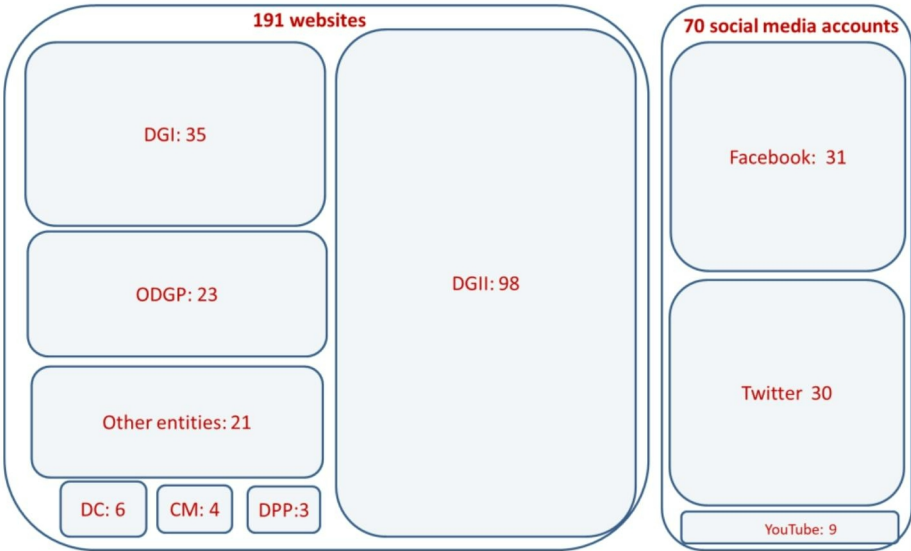 191 websites
DGI: 35
ODGP: 23
Other entities: 21
DC: 6
CM: 4
DPP:3
DGII: 98
70 social media accounts
Facebook: 31
Twitter 30
YouTube: 9